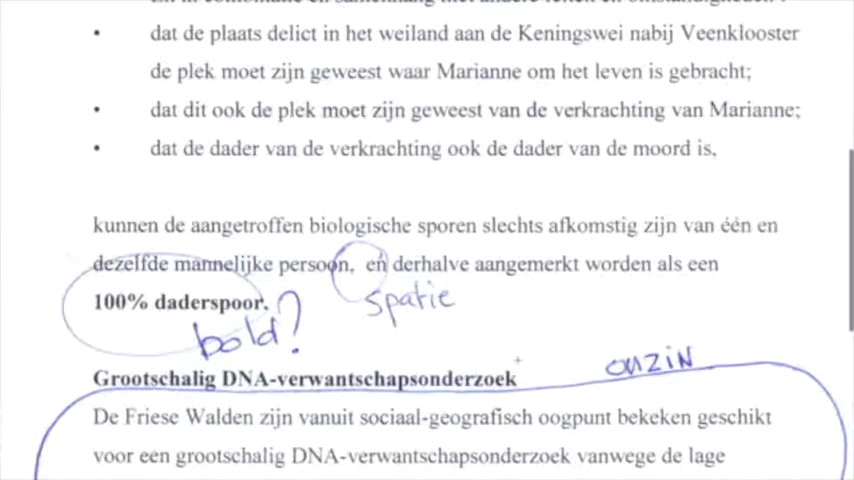 • dat de plaats delict in het weiland aan de Keningswei nabij Veenklooster
de plek moet zijn geweest waar Marianne om het leven is gebracht;
• dat dit ook de plek moet zijn geweest van de verkrachting van Marianne;
• dat de dader van de verkrachting ook de dader van de moord is,
kunnen de aangetroffen biologische sporen slechts afkomstig zijn van één en
dezelfde mannelijke persoon, en derhalve aangemerkt worden als een
100% daderspoor.
spatie
bold?
onzin
Grootschalig DNA-verwantschapsonderzoek
De Friese Walden zijn vanuit sociaal-geografisch oogpunt bekeken geschikt
voor een grootschalig DNA-verwantschapsonderzoek vanwege de lage